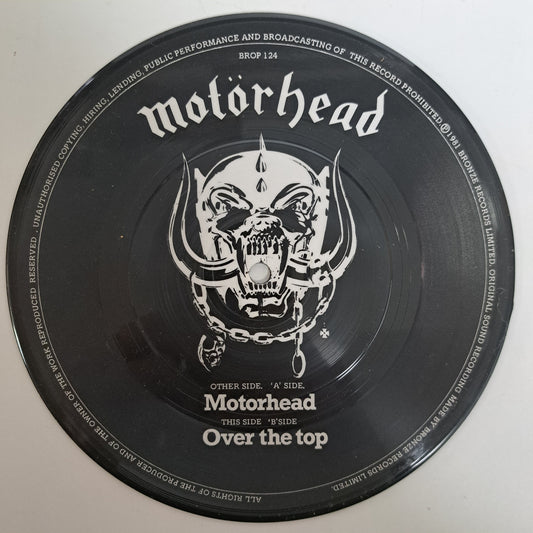 ALL RIGHTS OF THE PRODUCER AND OF THE OWNER OF THE WORK REPRODUCED RESERVED. UNAUTHORISED COPYING, HIRING, LENDING, PUBLIC PERFORMANCE AND BROADCASTING OF THIS RECORD PROHIBITED. ℗1981 BRONZE RECORDS LIMITED. ORIGINAL SOUND RECORDING MADE BY BRONZE RECORDS LIMITED.
BROP 124
motörhead
OTHER SIDE. 'A' SIDE.
Motorhead
THIS SIDE 'B' SIDE
Over the top